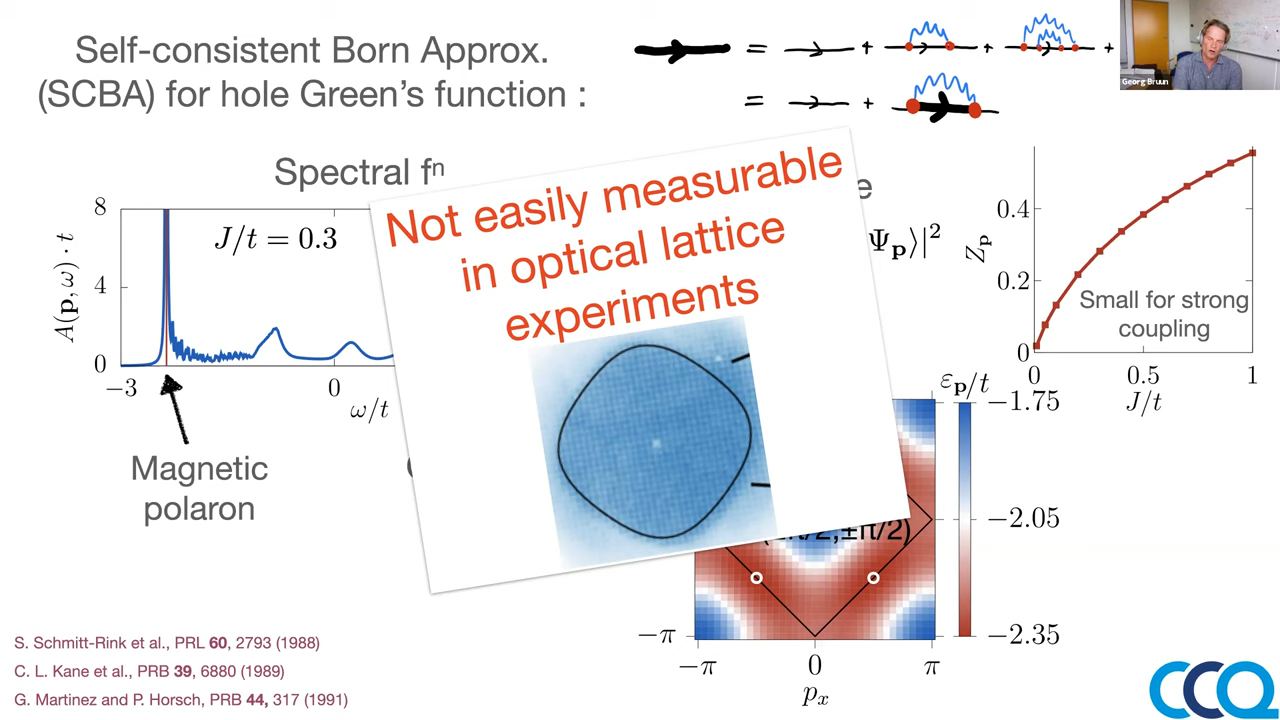 Self-consistent Born Approx.
(SCBA) for hole Green's function :
= + + +
= +
Georg Bruun
Spectral fⁿ
e
Not easily measurable
in optical lattice
experiments
8
4
0
A(p, ω) · t
J/t = 0.3
−3
0
ω/t
Magnetic
polaron
Ψₚ⟩|²
Zₚ
0.4
0.2
0
Small for strong
coupling
0
0.5
1
J/t
εₚ/t
−1.75
−2.05
−2.35
π/2,±π/2)
−π
−π
0
π
pₓ
S. Schmitt-Rink et al., PRL 60, 2793 (1988)
C. L. Kane et al., PRB 39, 6880 (1989)
G. Martinez and P. Horsch, PRB 44, 317 (1991)
CCQ